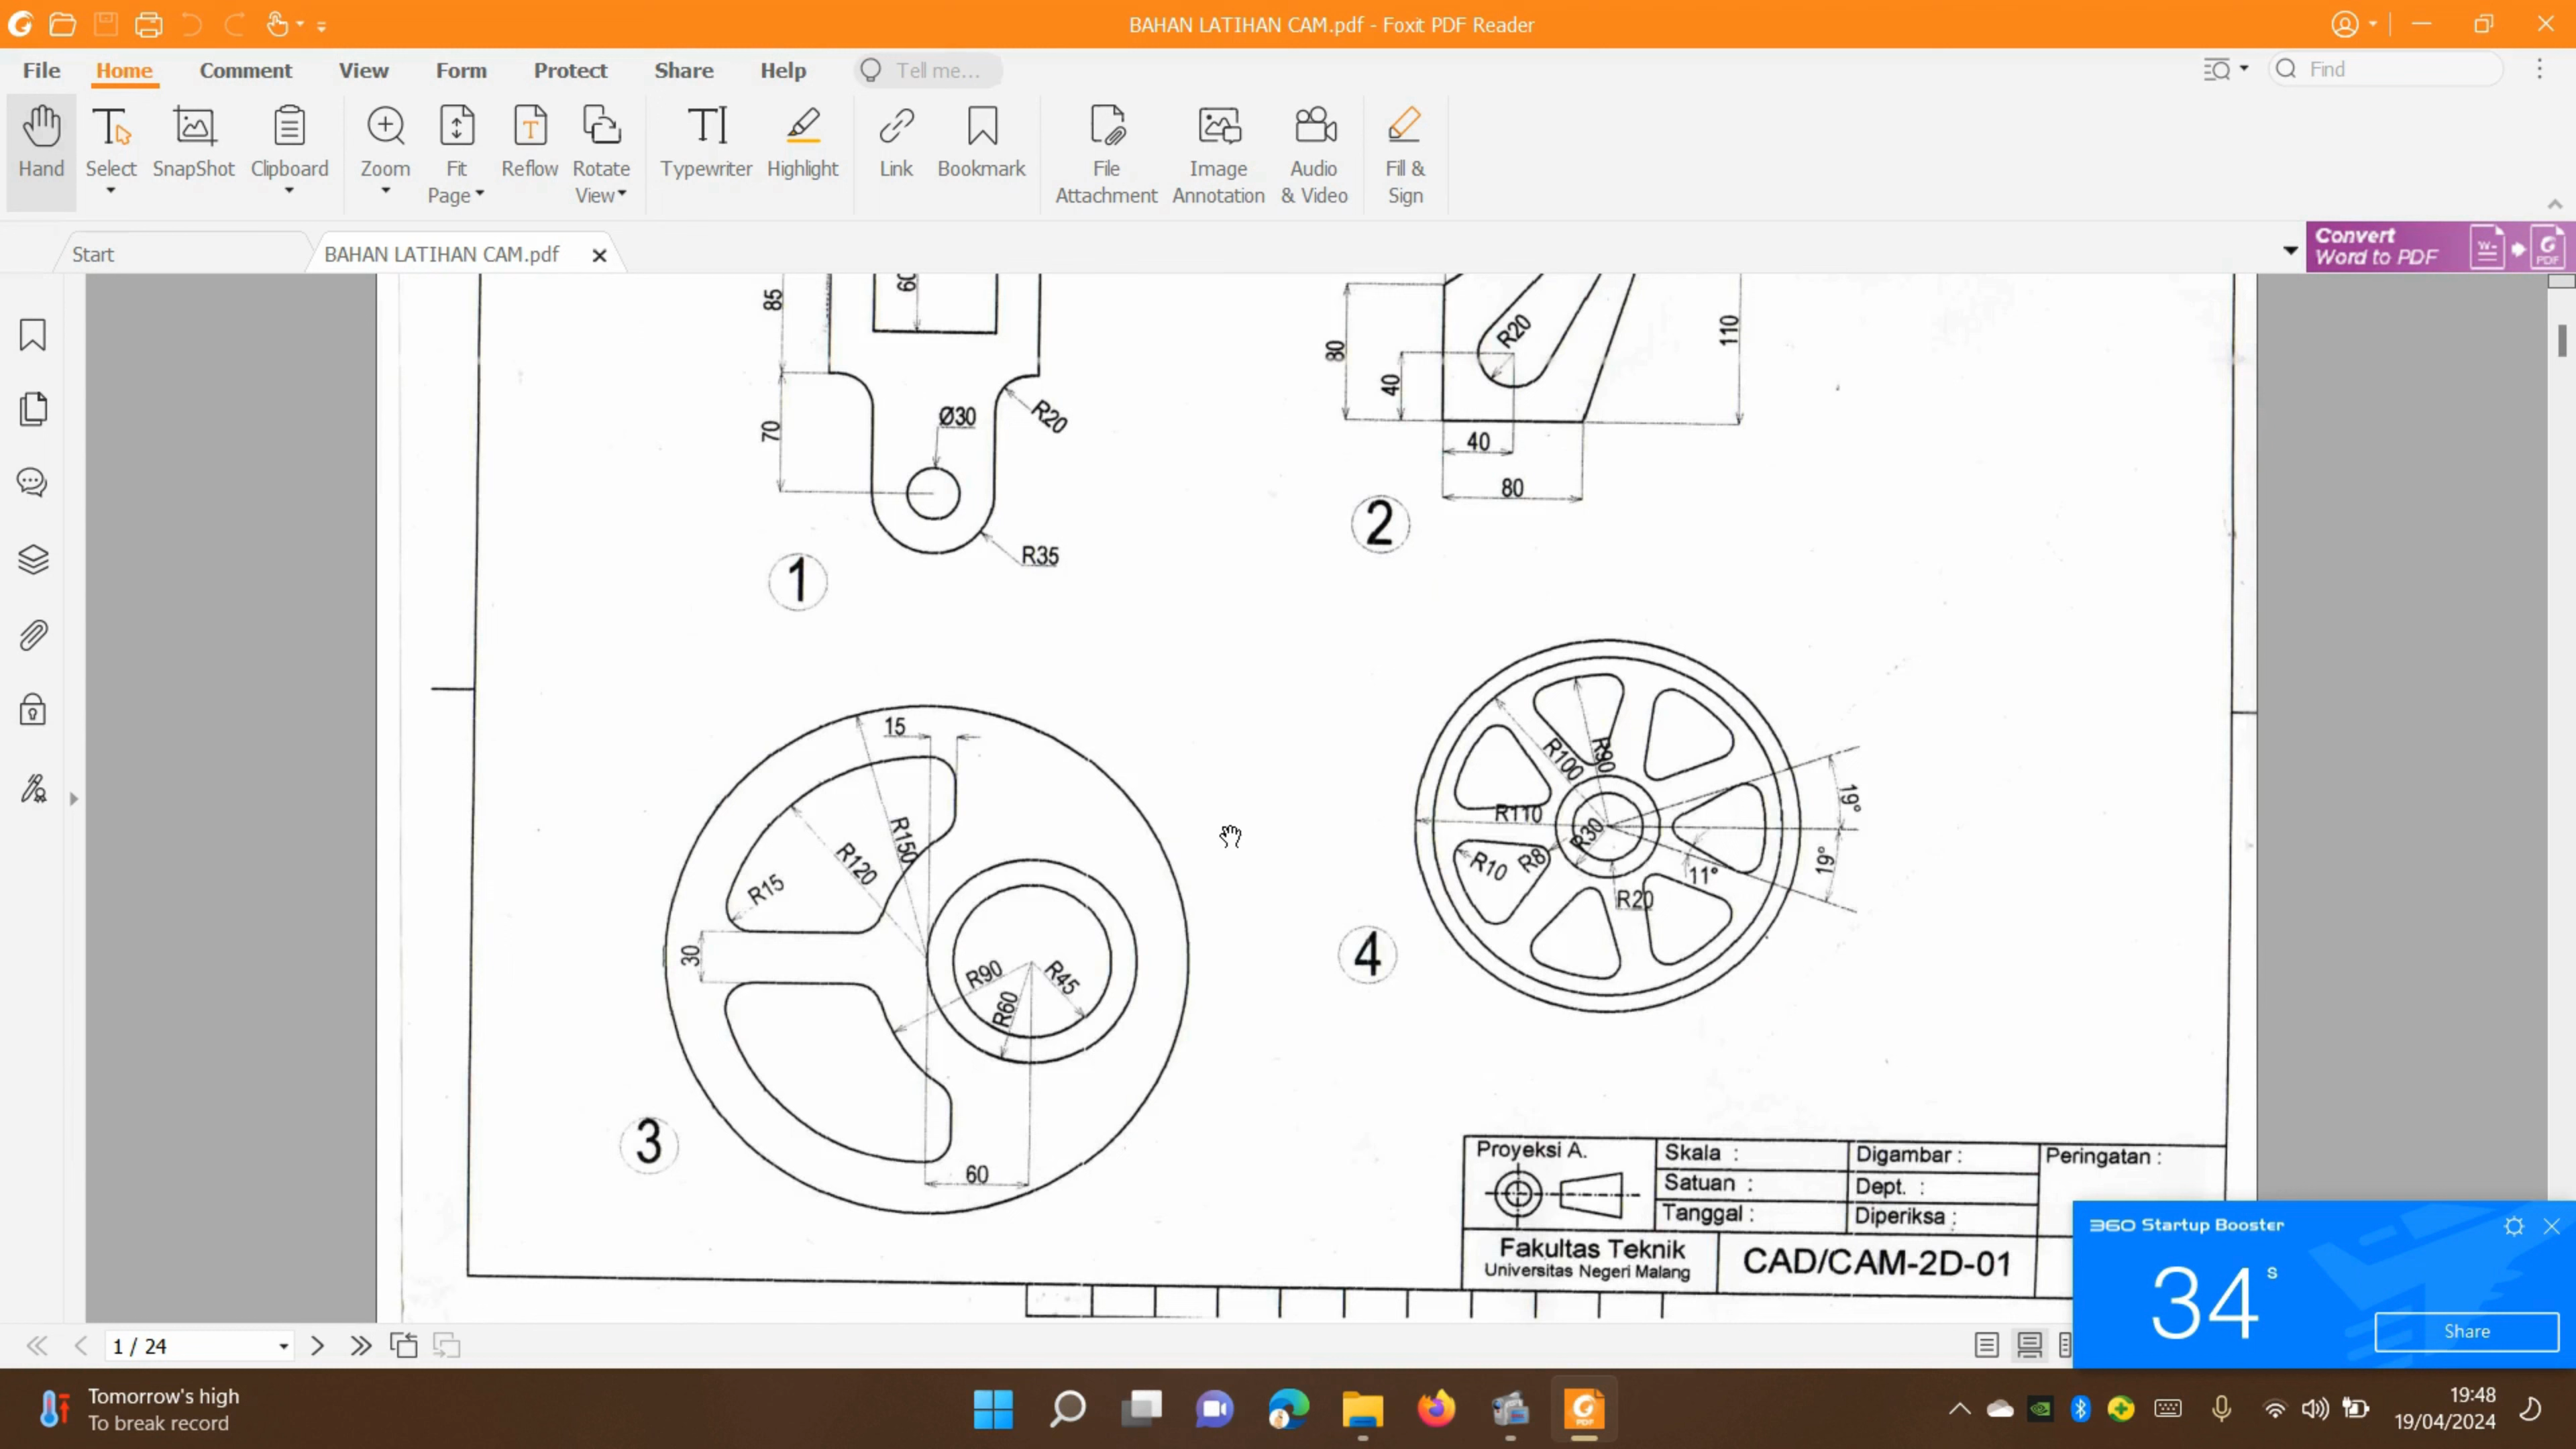 BAHAN LATIHAN CAM.pdf - Foxit PDF Reader
File Home Comment View Form Protect Share Help Tell me... Find
Hand Select SnapShot Clipboard Zoom Fit Page Reflow Rotate View Typewriter Highlight Link Bookmark File Attachment Image Annotation Audio & Video Fill & Sign
Start BAHAN LATIHAN CAM.pdf
Convert
Word to PDF
W
PDF
85
60
70
Ø30
R20
R35
1
80
40
R20
110
40
80
2
15
R150
R120
R15
30
R90
R60
R45
60
3
R100
R90
R110
R30
R10
R8
R20
19°
19°
11°
4
Proyeksi A.
Skala :
Satuan :
Tanggal :
Digambar :
Dept. :
Diperiksa :
Peringatan :
Fakultas Teknik
Universitas Negeri Malang
CAD/CAM-2D-01
360 Startup Booster
34 s
Share
1 / 24
Tomorrow's high
To break record
PDF
19:48
19/04/2024